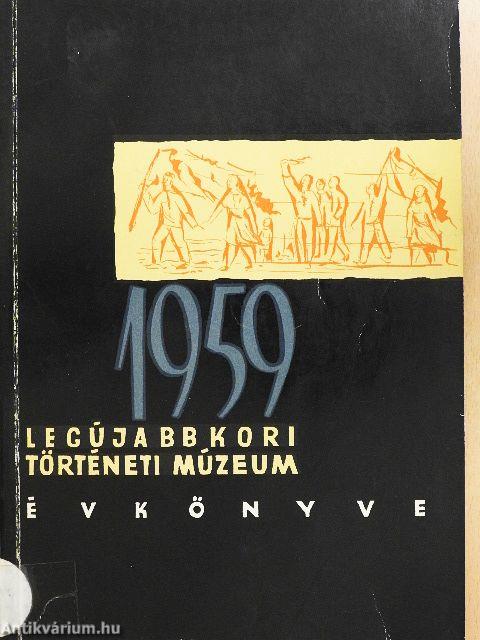 1959
LEGÚJABBKORI
TÖRTÉNETI MÚZEUM
ÉVKÖNYVE
Antikvárium.hu